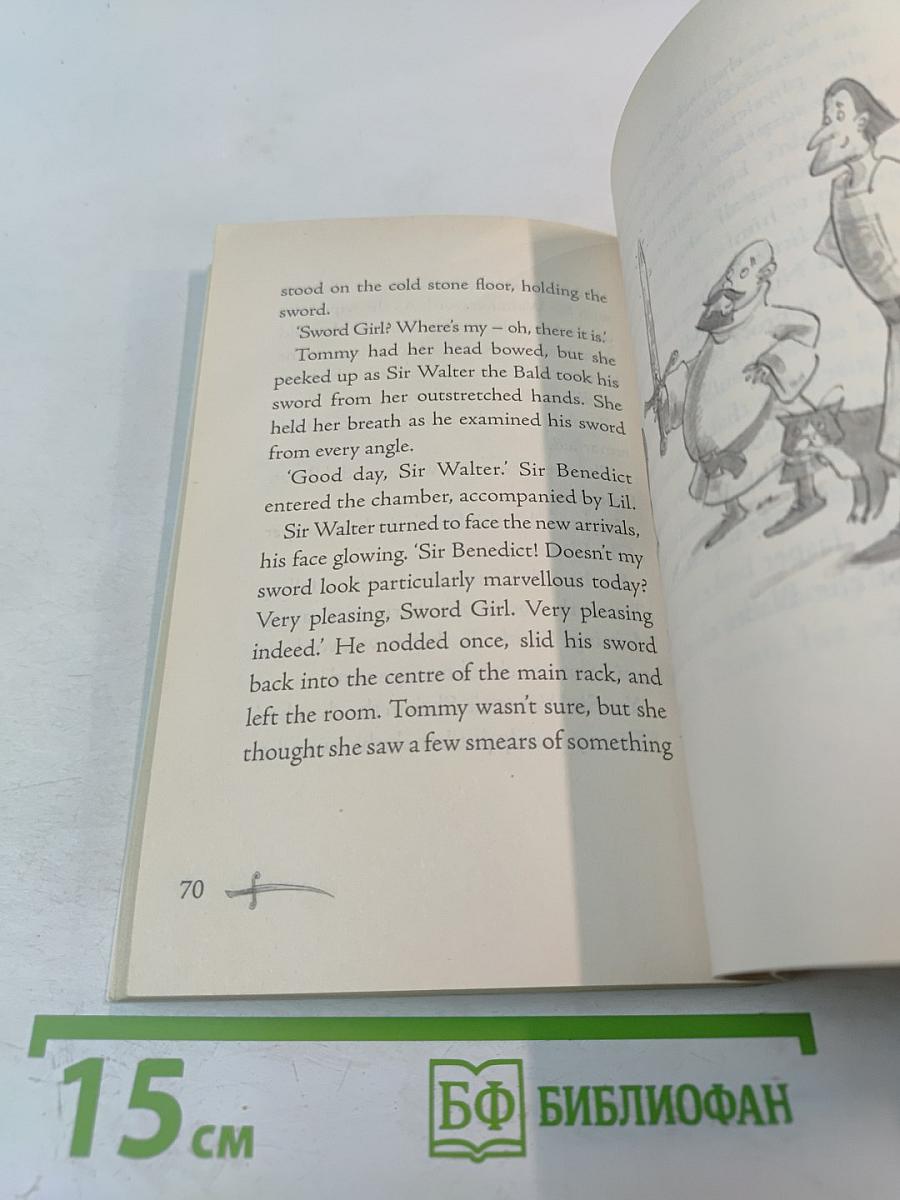 stood on the cold stone floor, holding the
sword.
‘Sword Girl? Where’s my – oh, there it is.’
Tommy had her head bowed, but she
peeked up as Sir Walter the Bald took his
sword from her outstretched hands. She
held her breath as he examined his sword
from every angle.
‘Good day, Sir Walter.’ Sir Benedict
entered the chamber, accompanied by Lil.
Sir Walter turned to face the new arrivals,
his face glowing. ‘Sir Benedict! Doesn’t my
sword look particularly marvellous today?
Very pleasing, Sword Girl. Very pleasing
indeed.’ He nodded once, slid his sword
back into the centre of the main rack, and
left the room. Tommy wasn’t sure, but she
thought she saw a few smears of something
70
15 см
БФ БИБЛИОФАН